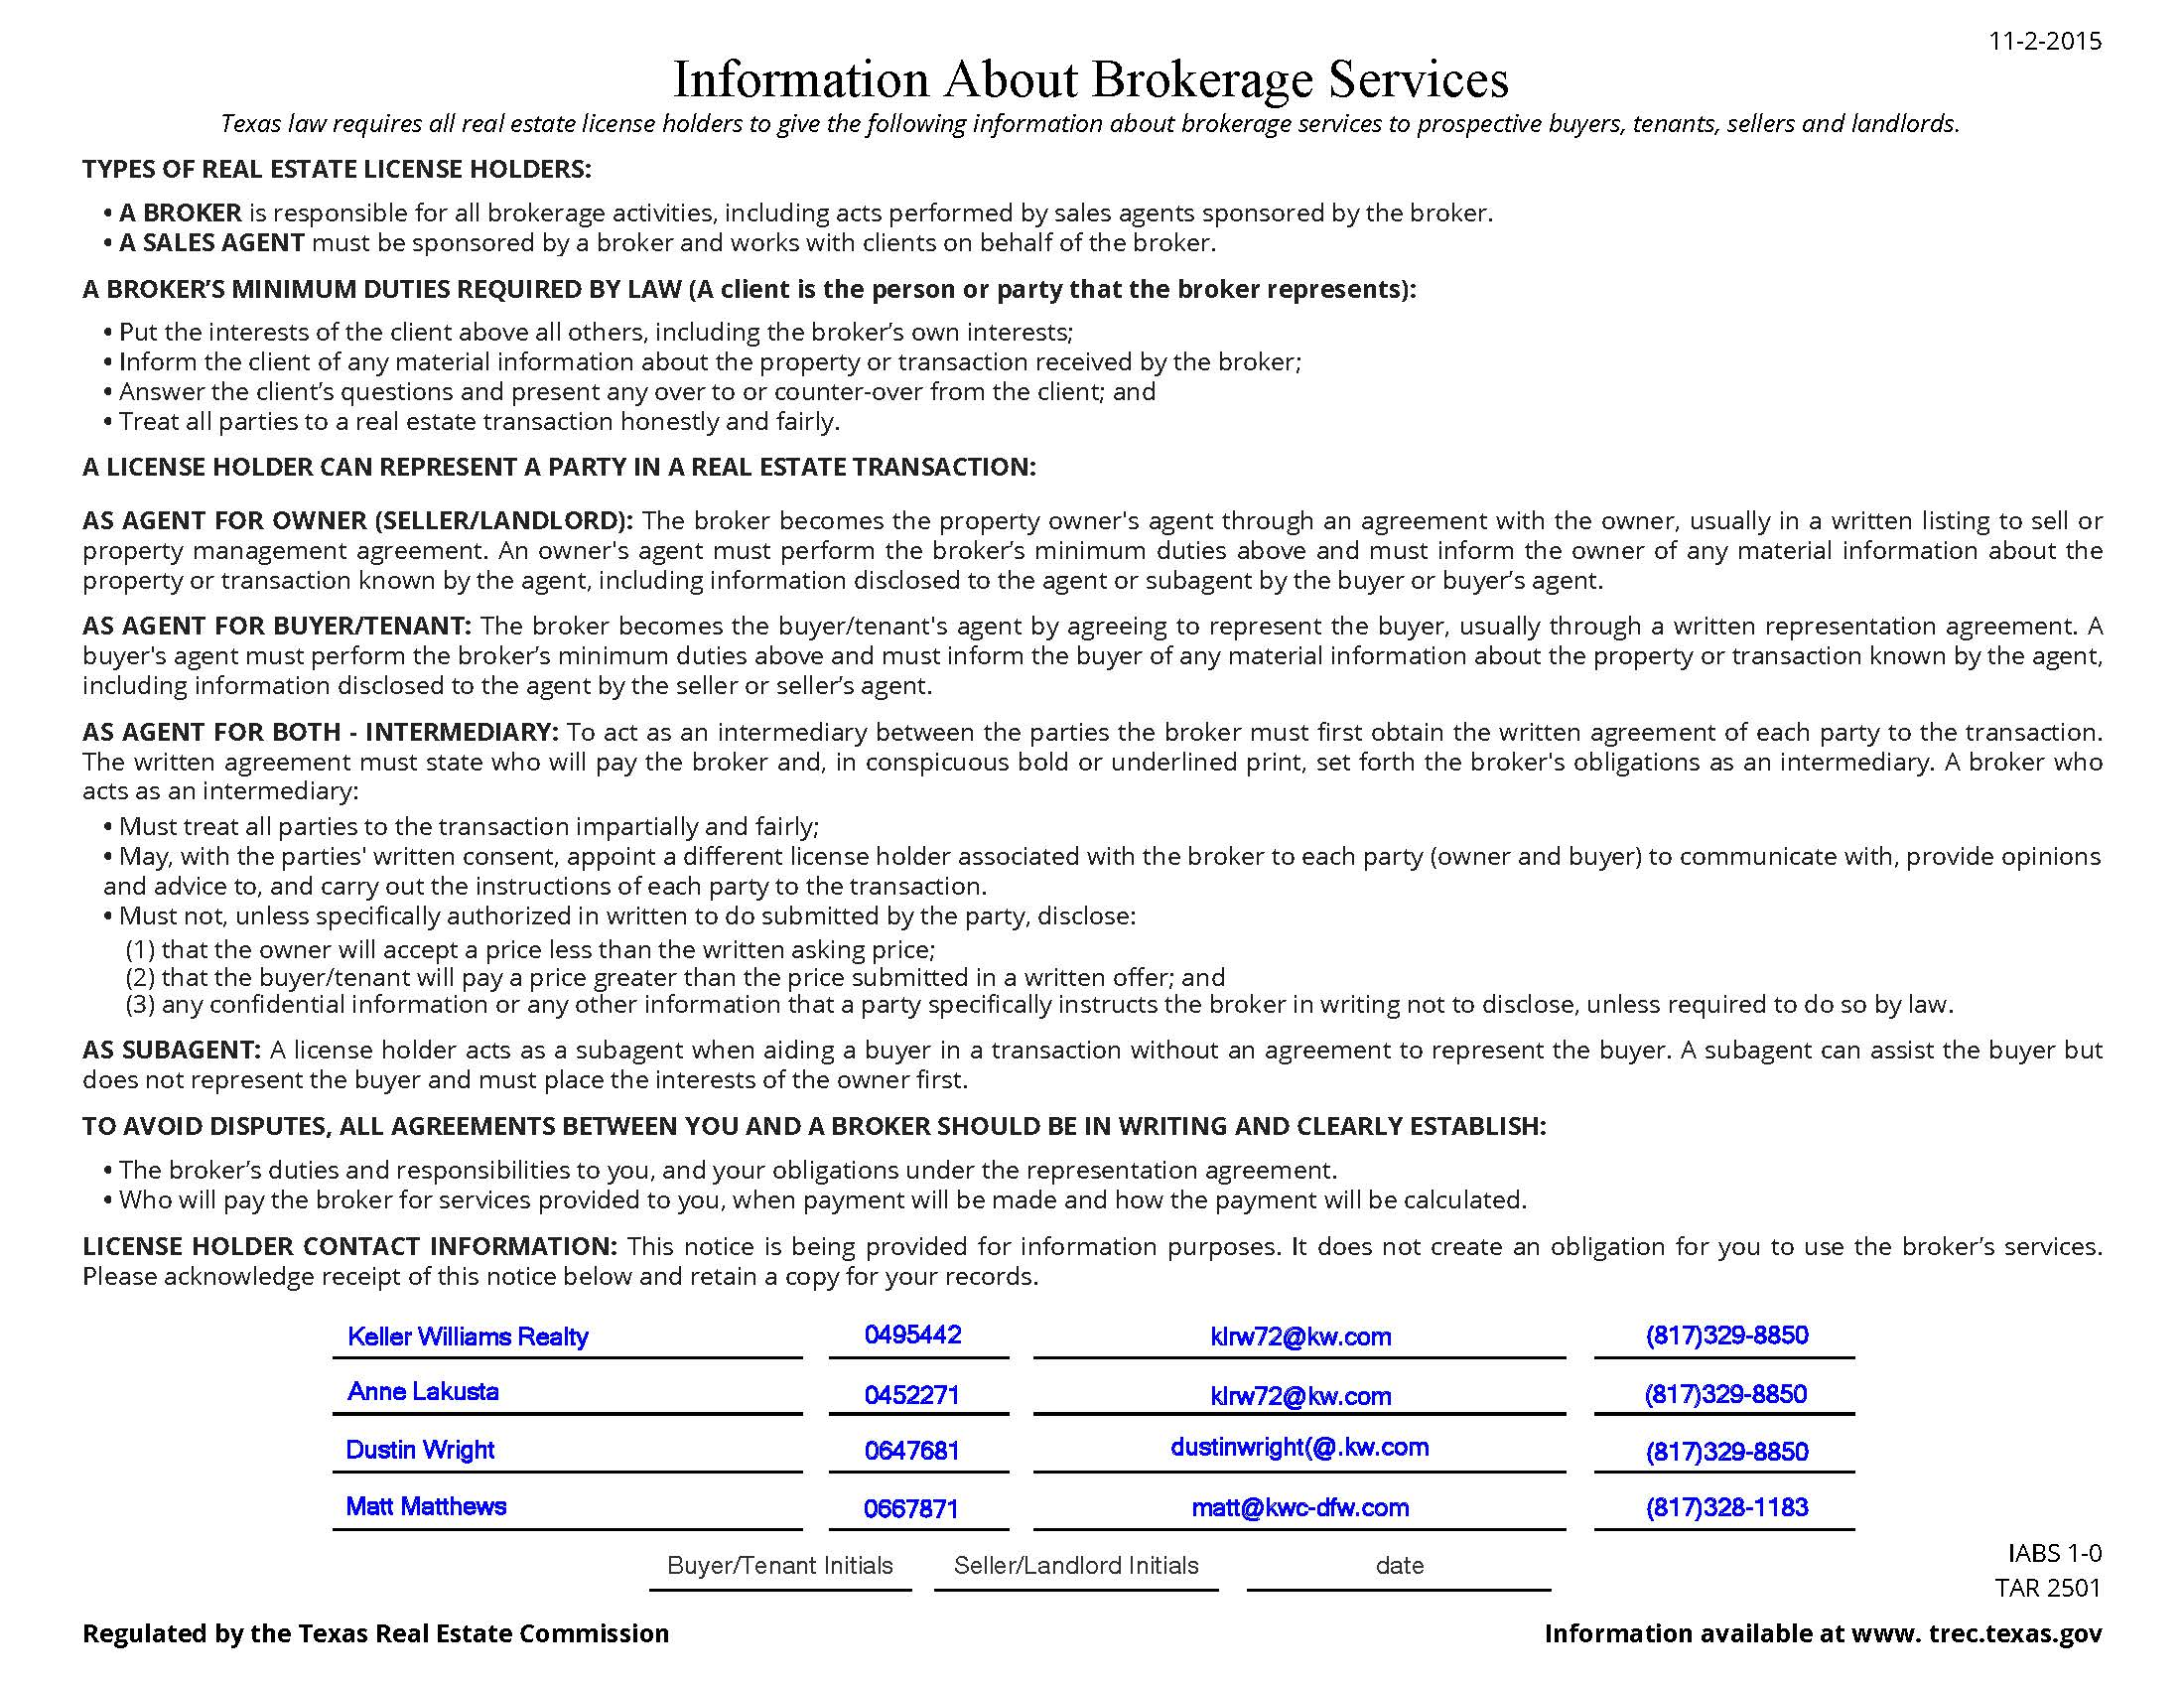 11-2-2015
Information About Brokerage Services
Texas law requires all real estate license holders to give the following information about brokerage services to prospective buyers, tenants, sellers and landlords.
TYPES OF REAL ESTATE LICENSE HOLDERS:
• A BROKER is responsible for all brokerage activities, including acts performed by sales agents sponsored by the broker.
• A SALES AGENT must be sponsored by a broker and works with clients on behalf of the broker.
A BROKER’S MINIMUM DUTIES REQUIRED BY LAW (A client is the person or party that the broker represents):
• Put the interests of the client above all others, including the broker’s own interests;
• Inform the client of any material information about the property or transaction received by the broker;
• Answer the client’s questions and present any over to or counter-over from the client; and
• Treat all parties to a real estate transaction honestly and fairly.
A LICENSE HOLDER CAN REPRESENT A PARTY IN A REAL ESTATE TRANSACTION:
AS AGENT FOR OWNER (SELLER/LANDLORD): The broker becomes the property owner's agent through an agreement with the owner, usually in a written listing to sell or
property management agreement. An owner's agent must perform the broker’s minimum duties above and must inform the owner of any material information about the
property or transaction known by the agent, including information disclosed to the agent or subagent by the buyer or buyer’s agent.
AS AGENT FOR BUYER/TENANT: The broker becomes the buyer/tenant's agent by agreeing to represent the buyer, usually through a written representation agreement. A
buyer's agent must perform the broker’s minimum duties above and must inform the buyer of any material information about the property or transaction known by the agent,
including information disclosed to the agent by the seller or seller’s agent.
AS AGENT FOR BOTH - INTERMEDIARY: To act as an intermediary between the parties the broker must first obtain the written agreement of each party to the transaction.
The written agreement must state who will pay the broker and, in conspicuous bold or underlined print, set forth the broker's obligations as an intermediary. A broker who
acts as an intermediary:
• Must treat all parties to the transaction impartially and fairly;
• May, with the parties' written consent, appoint a different license holder associated with the broker to each party (owner and buyer) to communicate with, provide opinions
and advice to, and carry out the instructions of each party to the transaction.
• Must not, unless specifically authorized in written to do submitted by the party, disclose:
(1) that the owner will accept a price less than the written asking price;
(2) that the buyer/tenant will pay a price greater than the price submitted in a written offer; and
(3) any confidential information or any other information that a party specifically instructs the broker in writing not to disclose, unless required to do so by law.
AS SUBAGENT: A license holder acts as a subagent when aiding a buyer in a transaction without an agreement to represent the buyer. A subagent can assist the buyer but
does not represent the buyer and must place the interests of the owner first.
TO AVOID DISPUTES, ALL AGREEMENTS BETWEEN YOU AND A BROKER SHOULD BE IN WRITING AND CLEARLY ESTABLISH:
• The broker’s duties and responsibilities to you, and your obligations under the representation agreement.
• Who will pay the broker for services provided to you, when payment will be made and how the payment will be calculated.
LICENSE HOLDER CONTACT INFORMATION: This notice is being provided for information purposes. It does not create an obligation for you to use the broker’s services.
Please acknowledge receipt of this notice below and retain a copy for your records.
Keller Williams Realty 0495442 klrw72@kw.com (817)329-8850
Anne Lakusta 0452271 klrw72@kw.com (817)329-8850
Dustin Wright 0647681 dustinwright(@.kw.com (817)329-8850
Matt Matthews 0667871 matt@kwc-dfw.com (817)328-1183
Buyer/Tenant Initials Seller/Landlord Initials date
IABS 1-0
TAR 2501
Regulated by the Texas Real Estate Commission Information available at www. trec.texas.gov